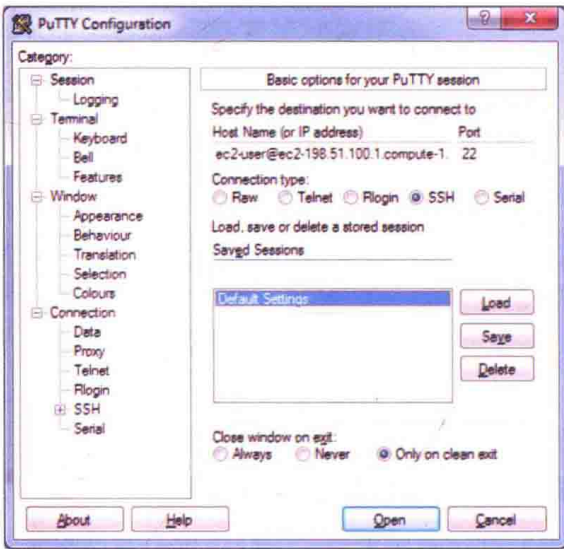 PuTTY Configuration
Category:
Session
Logging
Terminal
Keyboard
Bell
Features
Window
Appearance
Behaviour
Translation
Selection
Colours
Connection
Data
Proxy
Telnet
Rlogin
SSH
Serial
Basic options for your PuTTY session
Specify the destination you want to connect to
Host Name (or IP address) Port
ec2-user@ec2-198.51.100.1.compute-1. 22
Connection type:
Raw Telnet Rlogin SSH Serial
Load, save or delete a stored session
Saved Sessions
Default Settings
Load
Save
Delete
Close window on exit:
Always Never Only on clean exit
About Help Open Cancel